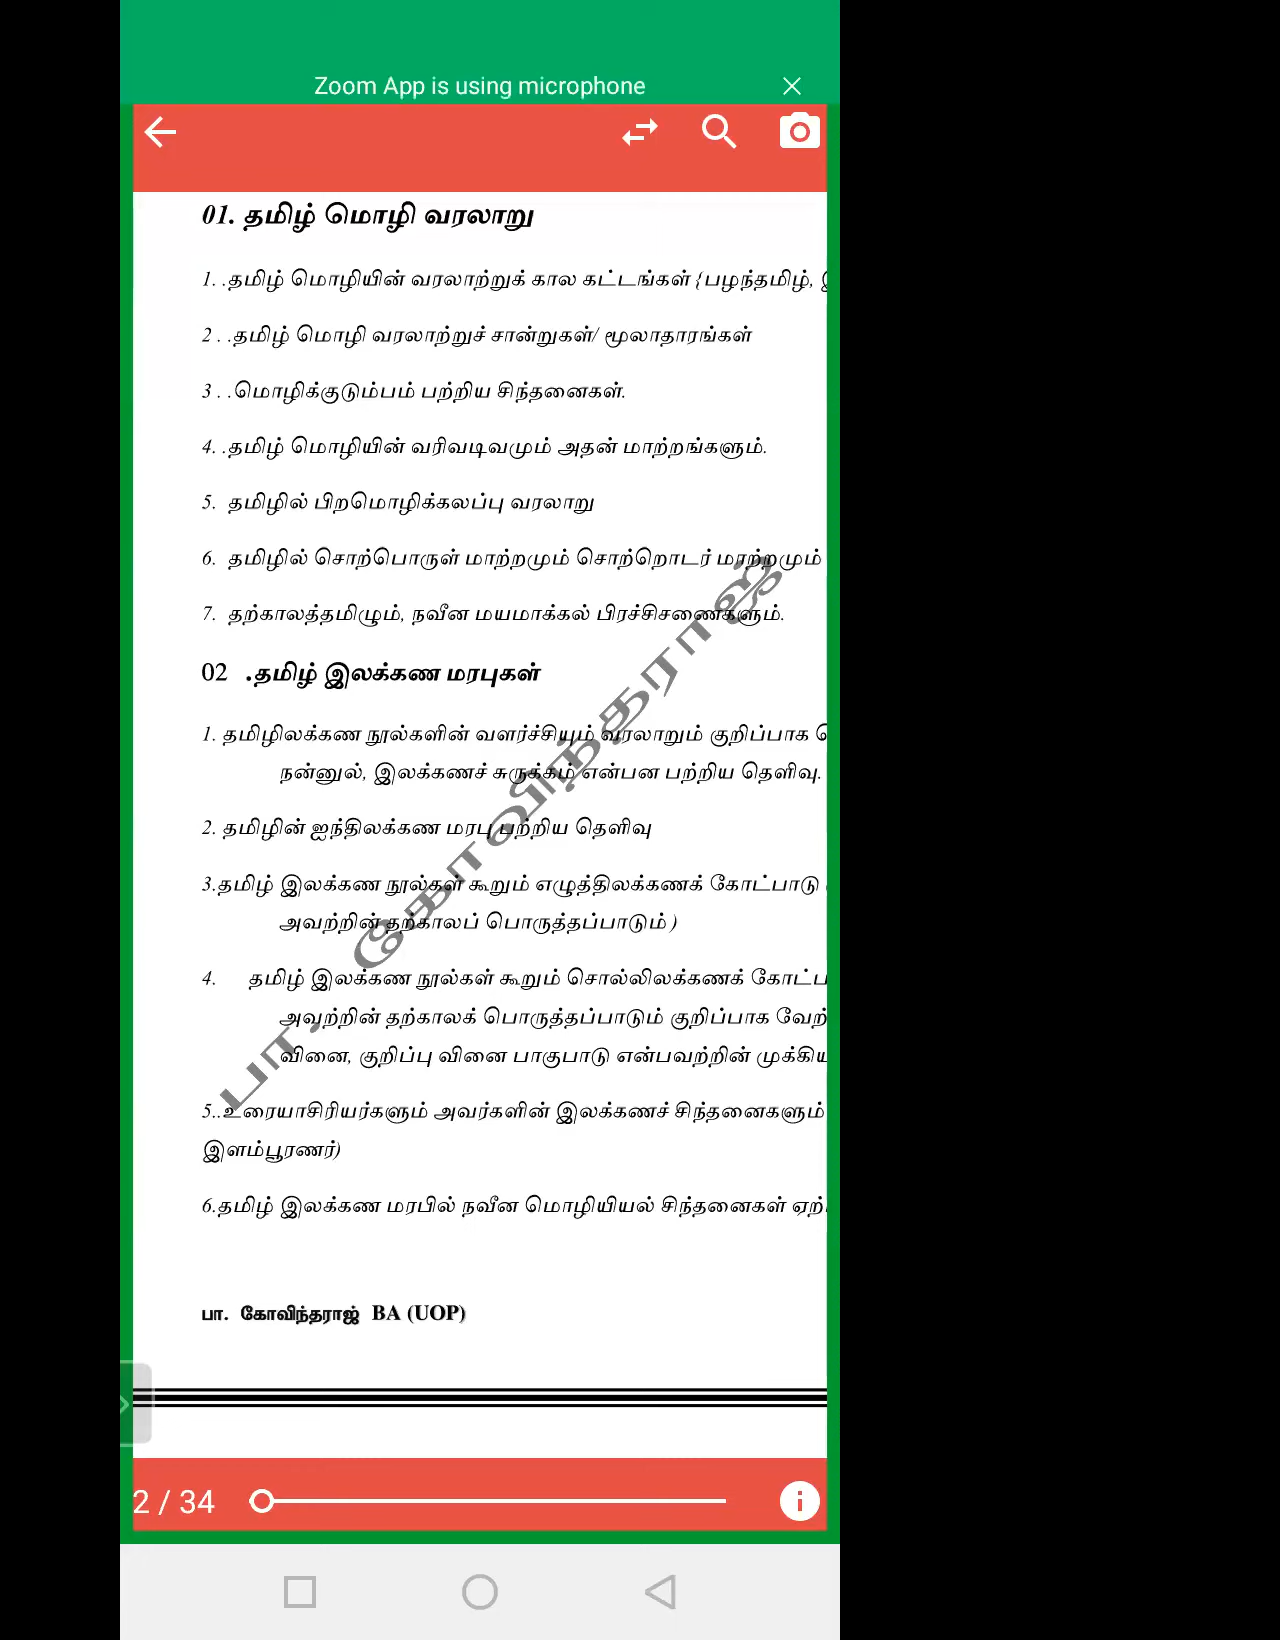 Zoom App is using microphone
01. தமிழ் மொழி வரலாறு
1. .தமிழ் மொழியின் வரலாற்றுக் கால கட்டங்கள் {பழந்தமிழ்,
2 . .தமிழ் மொழி வரலாற்றுச் சான்றுகள்/ மூலாதாரங்கள்
3 . .மொழிக்குடும்பம் பற்றிய சிந்தனைகள்.
4. .தமிழ் மொழியின் வரிவடிவமும் அதன் மாற்றங்களும்.
5. தமிழில் பிறமொழிக்கலப்பு வரலாறு
6. தமிழில் சொற்பொருள் மாற்றமும் சொற்றொடர் மாற்றமும்
7. தற்காலத்தமிழும், நவீன மயமாக்கல் பிரச்சிசணைகளும்.
02 .தமிழ் இலக்கண மரபுகள்
1. தமிழிலக்கண நூல்களின் வளர்ச்சியும் வரலாறும் குறிப்பாக
நன்னுல், இலக்கணச் சுருக்கம் என்பன பற்றிய தெளிவு.
2. தமிழின் ஐந்திலக்கண மரபு பற்றிய தெளிவு
3.தமிழ் இலக்கண நூல்கள் கூறும் எழுத்திலக்கணக் கோட்பாடு
அவற்றின் தற்காலப் பொருத்தப்பாடும் )
4. தமிழ் இலக்கண நூல்கள் கூறும் சொல்லிலக்கணக்
அவற்றின் தற்காலக் பொருத்தப்பாடும் குறிப்பாக
வினை, குறிப்பு வினை பாகுபாடு என்பவற்றின்
5..உரையாசிரியர்களும் அவர்களின் இலக்கணச் சிந்தனைகளும்
இளம்பூரணர்)
6.தமிழ் இலக்கண மரபில் நவீன மொழியியல் சிந்தனைகள்
பா. கோவிந்தராஜ்
பா. கோவிந்தராஜ் BA (UOP)
2 / 34